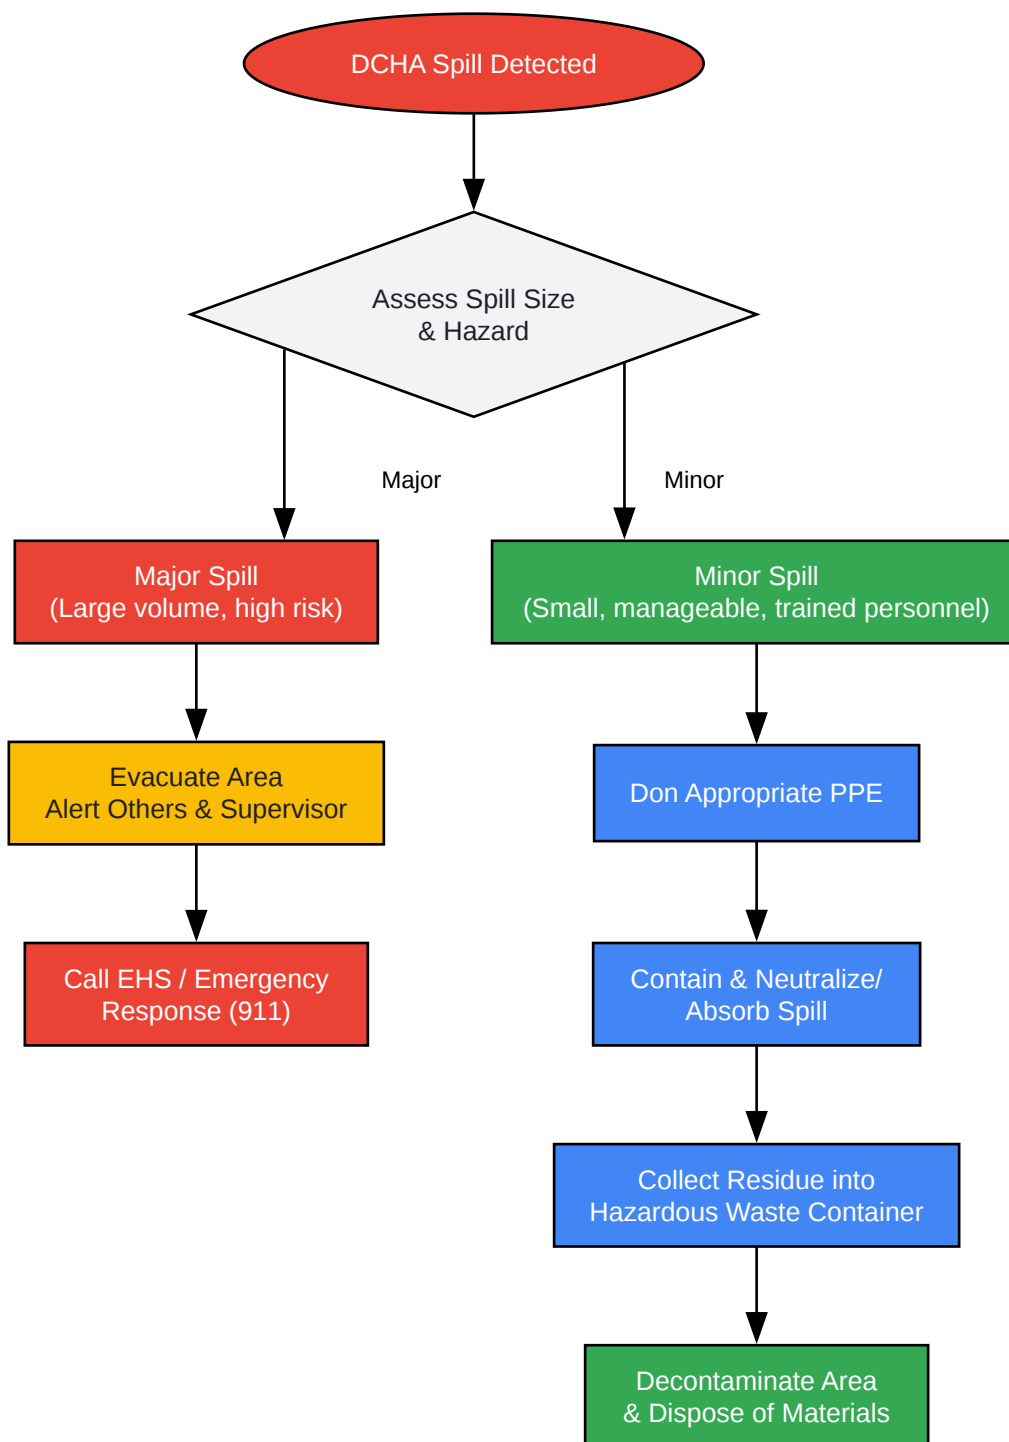 DCHA Spill Detected
Assess Spill Size
& Hazard
Major
Minor
Major Spill
(Large volume, high risk)
Minor Spill
(Small, manageable, trained personnel)
Evacuate Area
Alert Others & Supervisor
Don Appropriate PPE
Call EHS / Emergency
Response (911)
Contain & Neutralize/
Absorb Spill
Collect Residue into
Hazardous Waste Container
Decontaminate Area
& Dispose of Materials